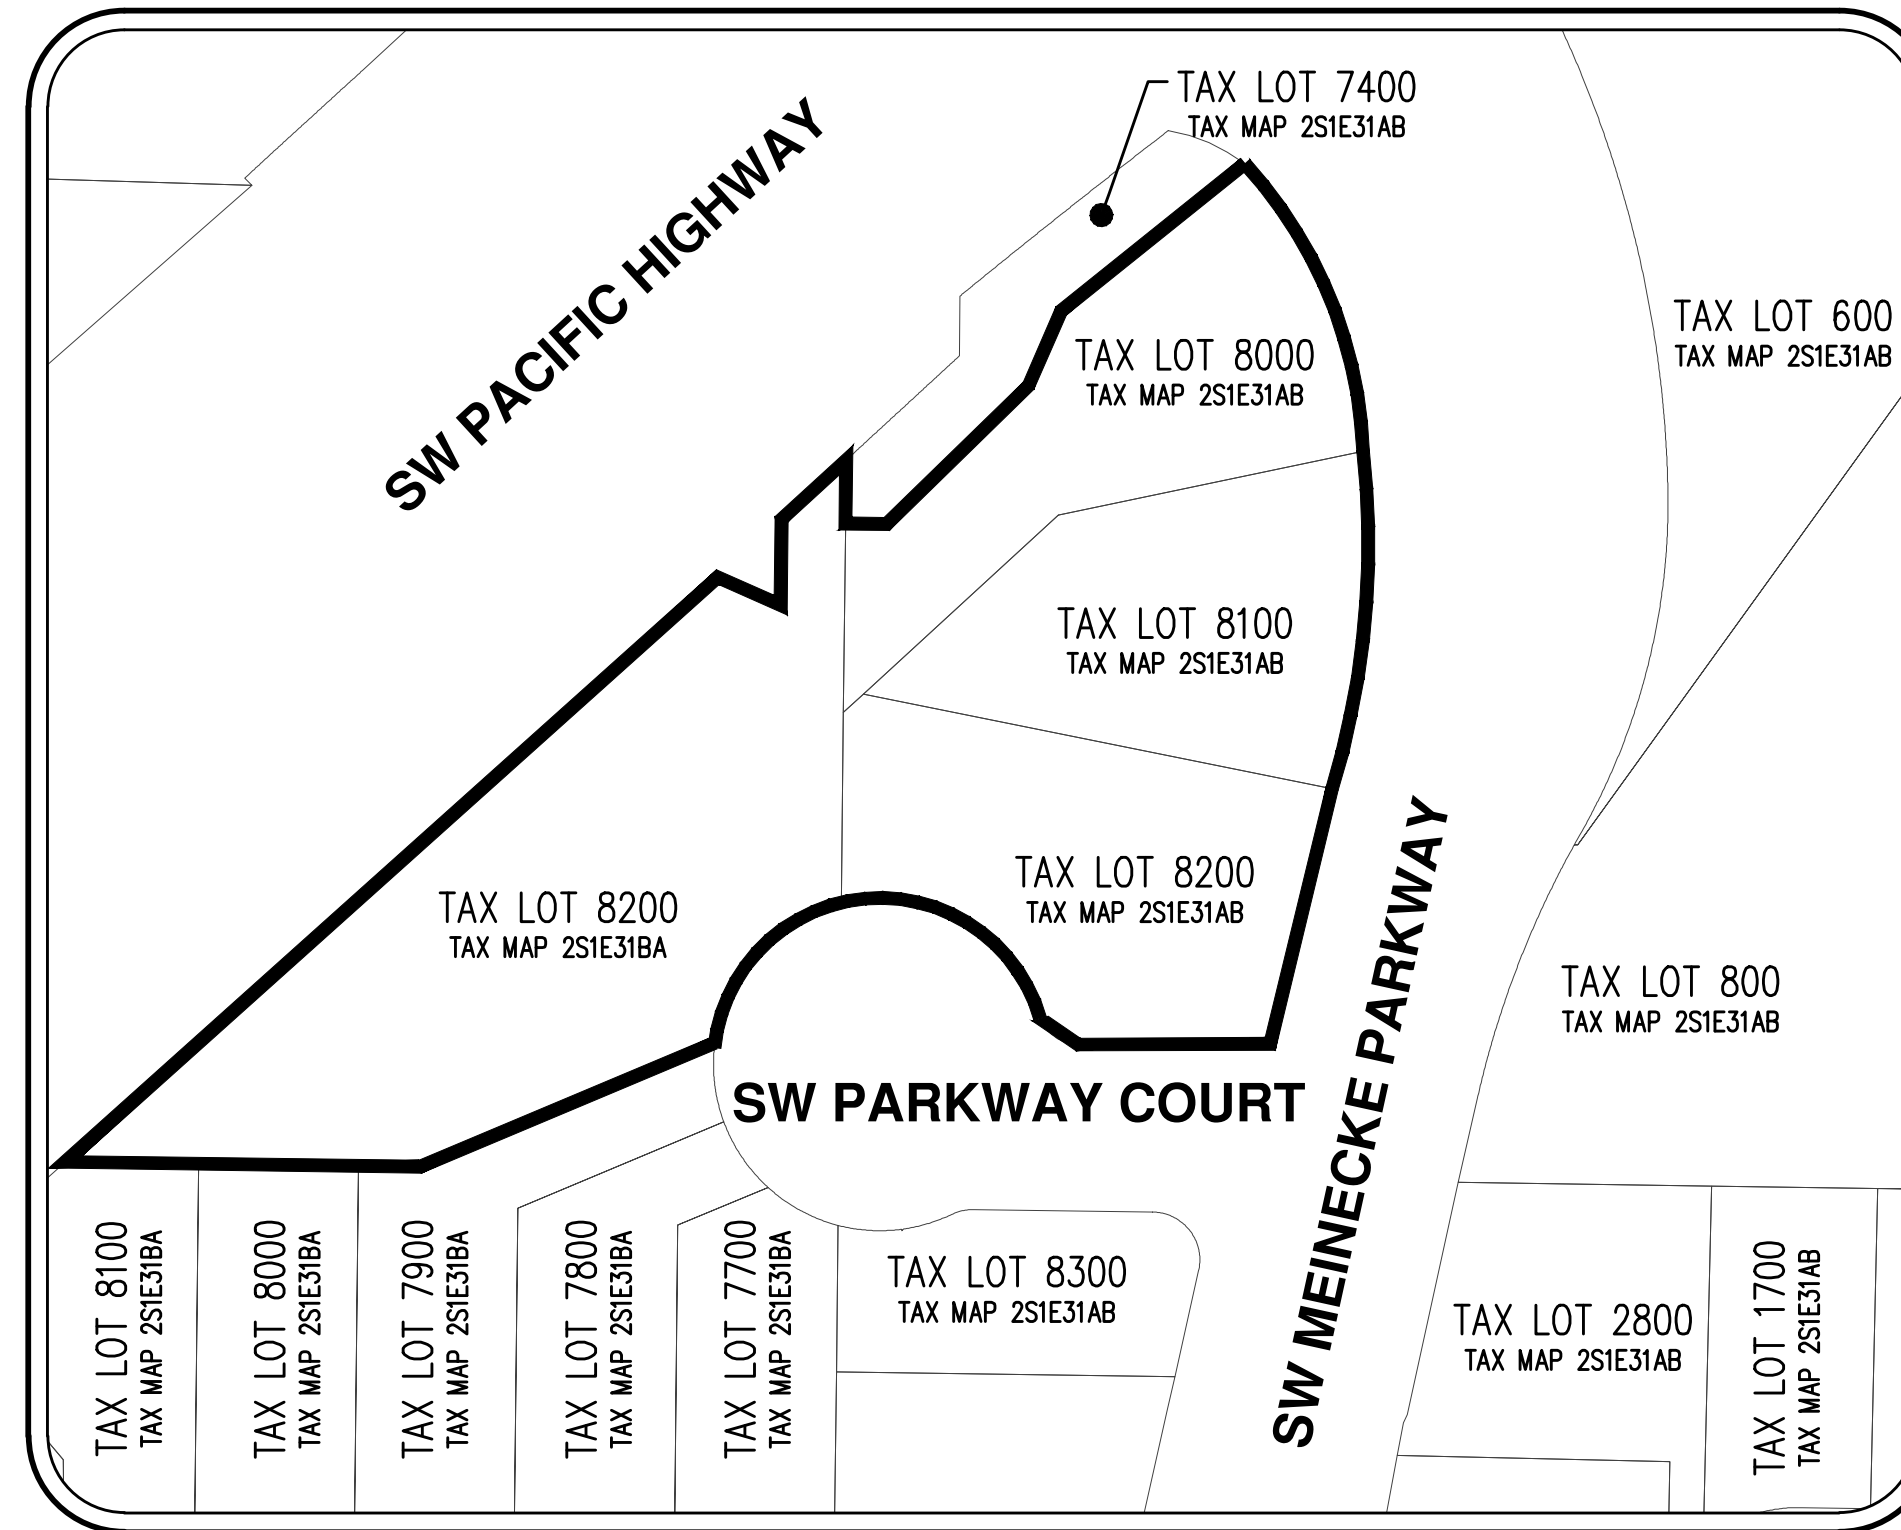 TAX LOT 7400
TAX MAP 2S1E31AB
SW PACIFIC HIGHWAY
TAX LOT 600
TAX MAP 2S1E31AB
TAX LOT 8000
TAX MAP 2S1E31AB
TAX LOT 8100
TAX MAP 2S1E31AB
TAX LOT 8200
TAX MAP 2S1E31AB
TAX LOT 8200
TAX MAP 2S1E31BA
SW MEINECKE PARKWAY
TAX LOT 800
TAX MAP 2S1E31AB
SW PARKWAY COURT
TAX LOT 8100
TAX MAP 2S1E31BA
TAX LOT 8000
TAX MAP 2S1E31BA
TAX LOT 7900
TAX MAP 2S1E31BA
TAX LOT 7800
TAX MAP 2S1E31BA
TAX LOT 7700
TAX MAP 2S1E31BA
TAX LOT 8300
TAX MAP 2S1E31AB
TAX LOT 2800
TAX MAP 2S1E31AB
TAX LOT 1700
TAX MAP 2S1E31AB